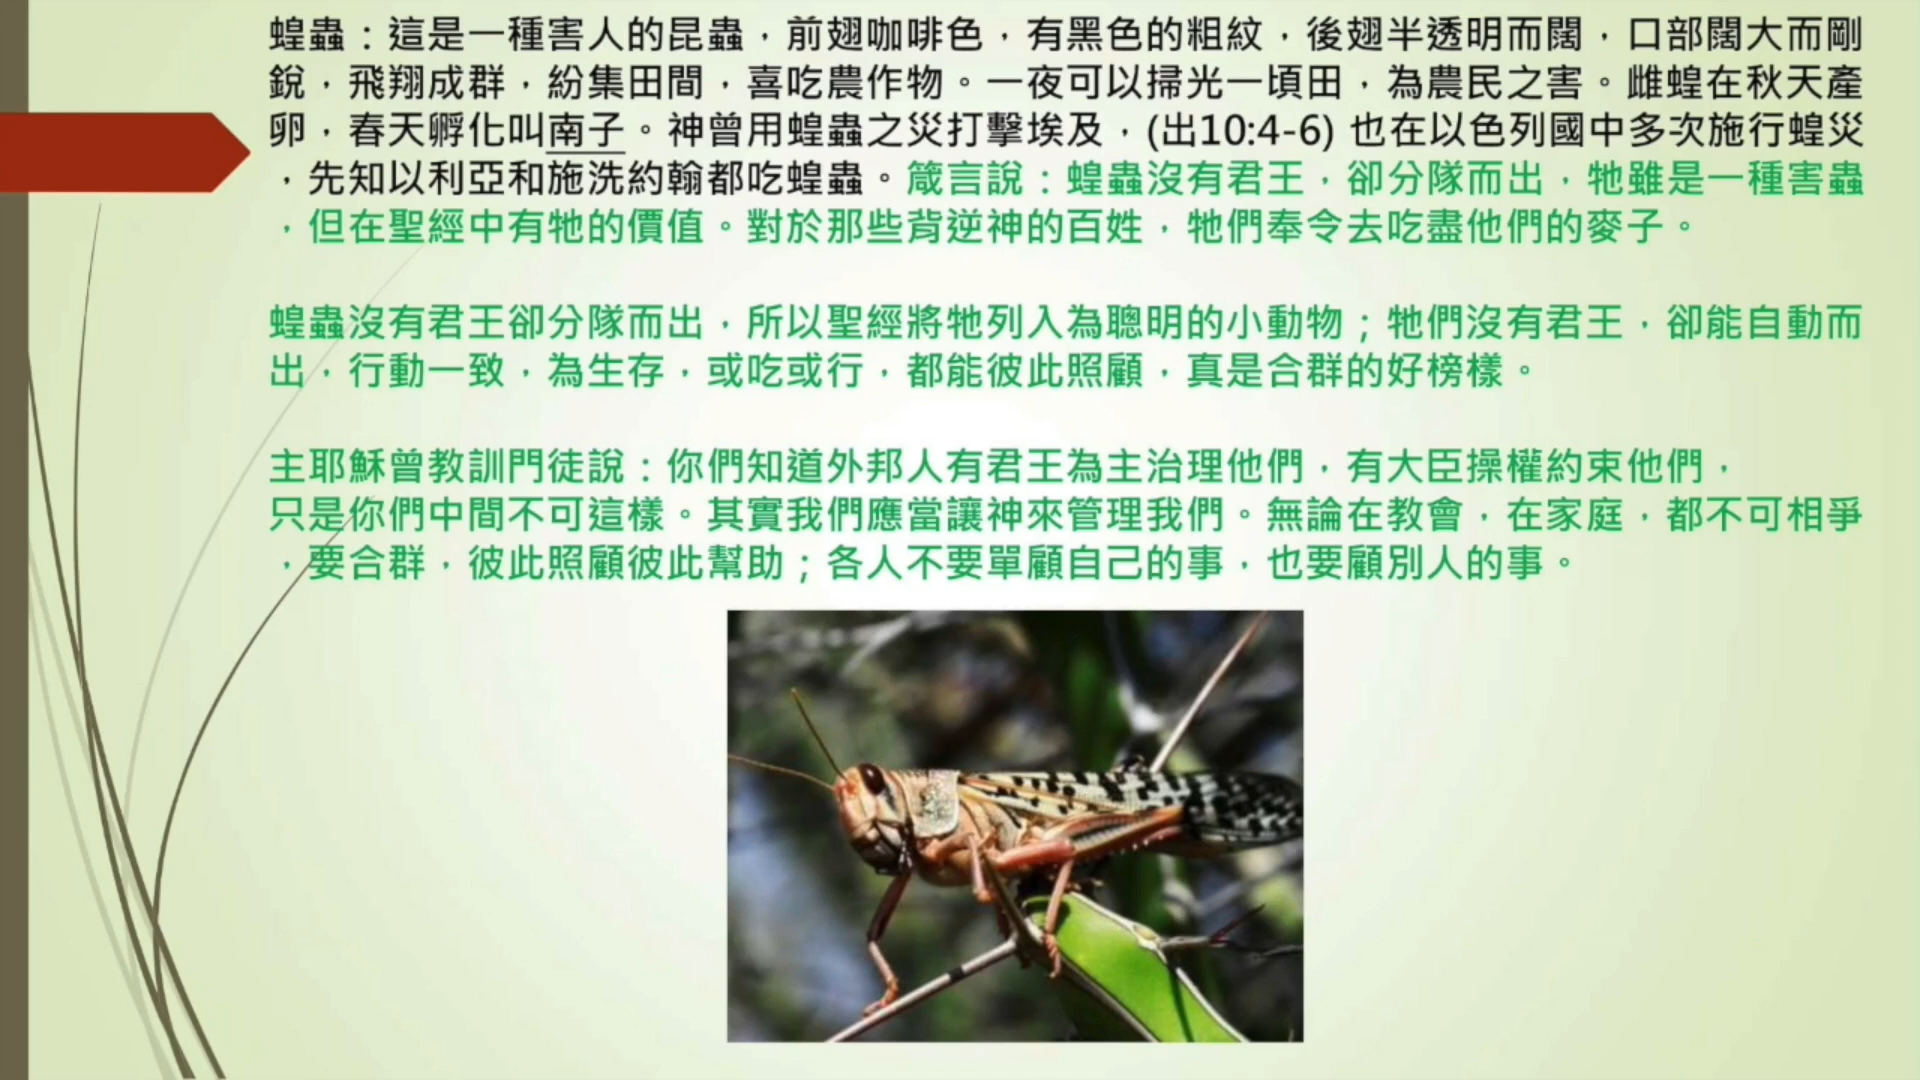 蝗蟲：這是一種害人的昆蟲，前翅咖啡色，有黑色的粗紋，後翅半透明而闊，口部闊大而剛
銳，飛翔成群，紛集田間，喜吃農作物。一夜可以掃光一頃田，為農民之害。雌蝗在秋天產
卵，春天孵化叫南子。神曾用蝗蟲之災打擊埃及，(出10:4-6) 也在以色列國中多次施行蝗災
，先知以利亞和施洗約翰都吃蝗蟲。箴言說：蝗蟲沒有君王，卻分隊而出，牠雖是一種害蟲
，但在聖經中有牠的價值。對於那些背逆神的百姓，牠們奉令去吃盡他們的麥子。
蝗蟲沒有君王卻分隊而出，所以聖經將牠列入為聰明的小動物；牠們沒有君王，卻能自動而
出，行動一致，為生存，或吃或行，都能彼此照顧，真是合群的好榜樣。
主耶穌曾教訓門徒說：你們知道外邦人有君王為主治理他們，有大臣操權約束他們，
只是你們中間不可這樣。其實我們應當讓神來管理我們。無論在教會，在家庭，都不可相爭
，要合群，彼此照顧彼此幫助；各人不要單顧自己的事，也要顧別人的事。